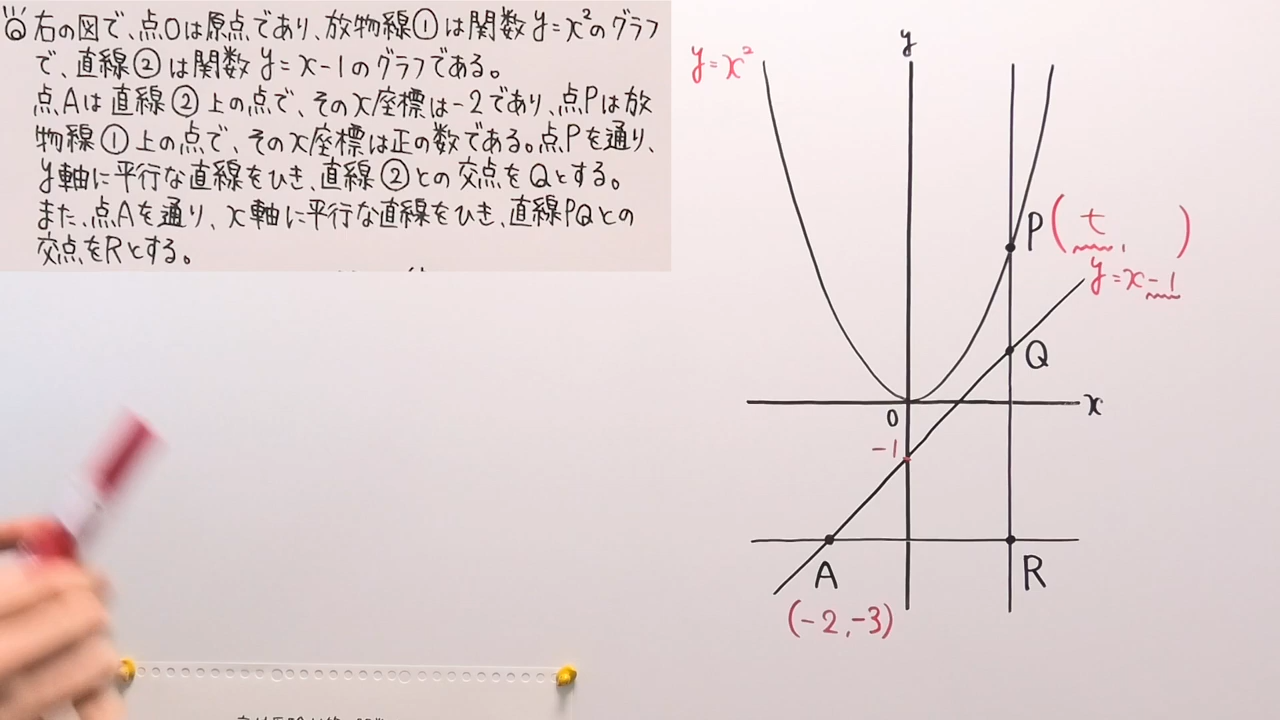 右の図で、点Oは原点であり、放物線①は関数 y=x²のグラフ
で、直線②は関数 y=x-1のグラフである。
点Aは直線②上の点で、そのx座標は-2であり、点Pは放
物線①上の点で、そのx座標は正の数である。点Pを通り、
y軸に平行な直線をひき、直線②との交点をQとする。
また、点Aを通り、x軸に平行な直線をひき、直線PQとの
交点をRとする。
y
y=x²
P(t, )
y=x-1
Q
x
O
-1
A
R
(-2,-3)